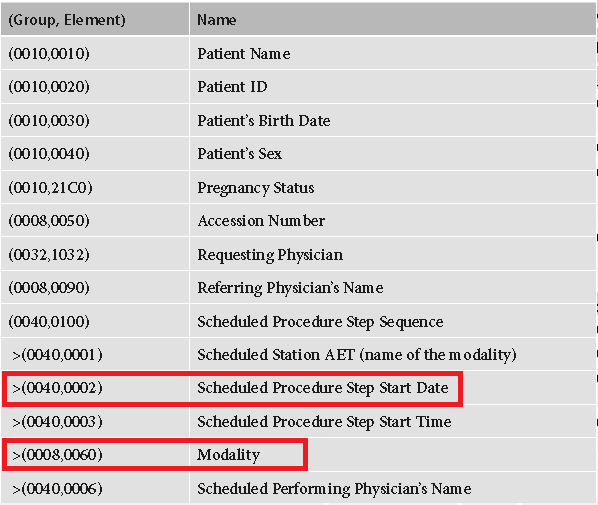 (Group, Element) Name
(0010,0010) Patient Name
(0010,0020) Patient ID
(0010,0030) Patient's Birth Date
(0010,0040) Patient's Sex
(0010,21C0) Pregnancy Status
(0008,0050) Accession Number
(0032,1032) Requesting Physician
(0008,0090) Referring Physician's Name
(0040,0100) Scheduled Procedure Step Sequence
>(0040,0001) Scheduled Station AET (name of the modality)
>(0040,0002) Scheduled Procedure Step Start Date
>(0040,0003) Scheduled Procedure Step Start Time
>(0008,0060) Modality
>(0040,0006) Scheduled Performing Physician's Name